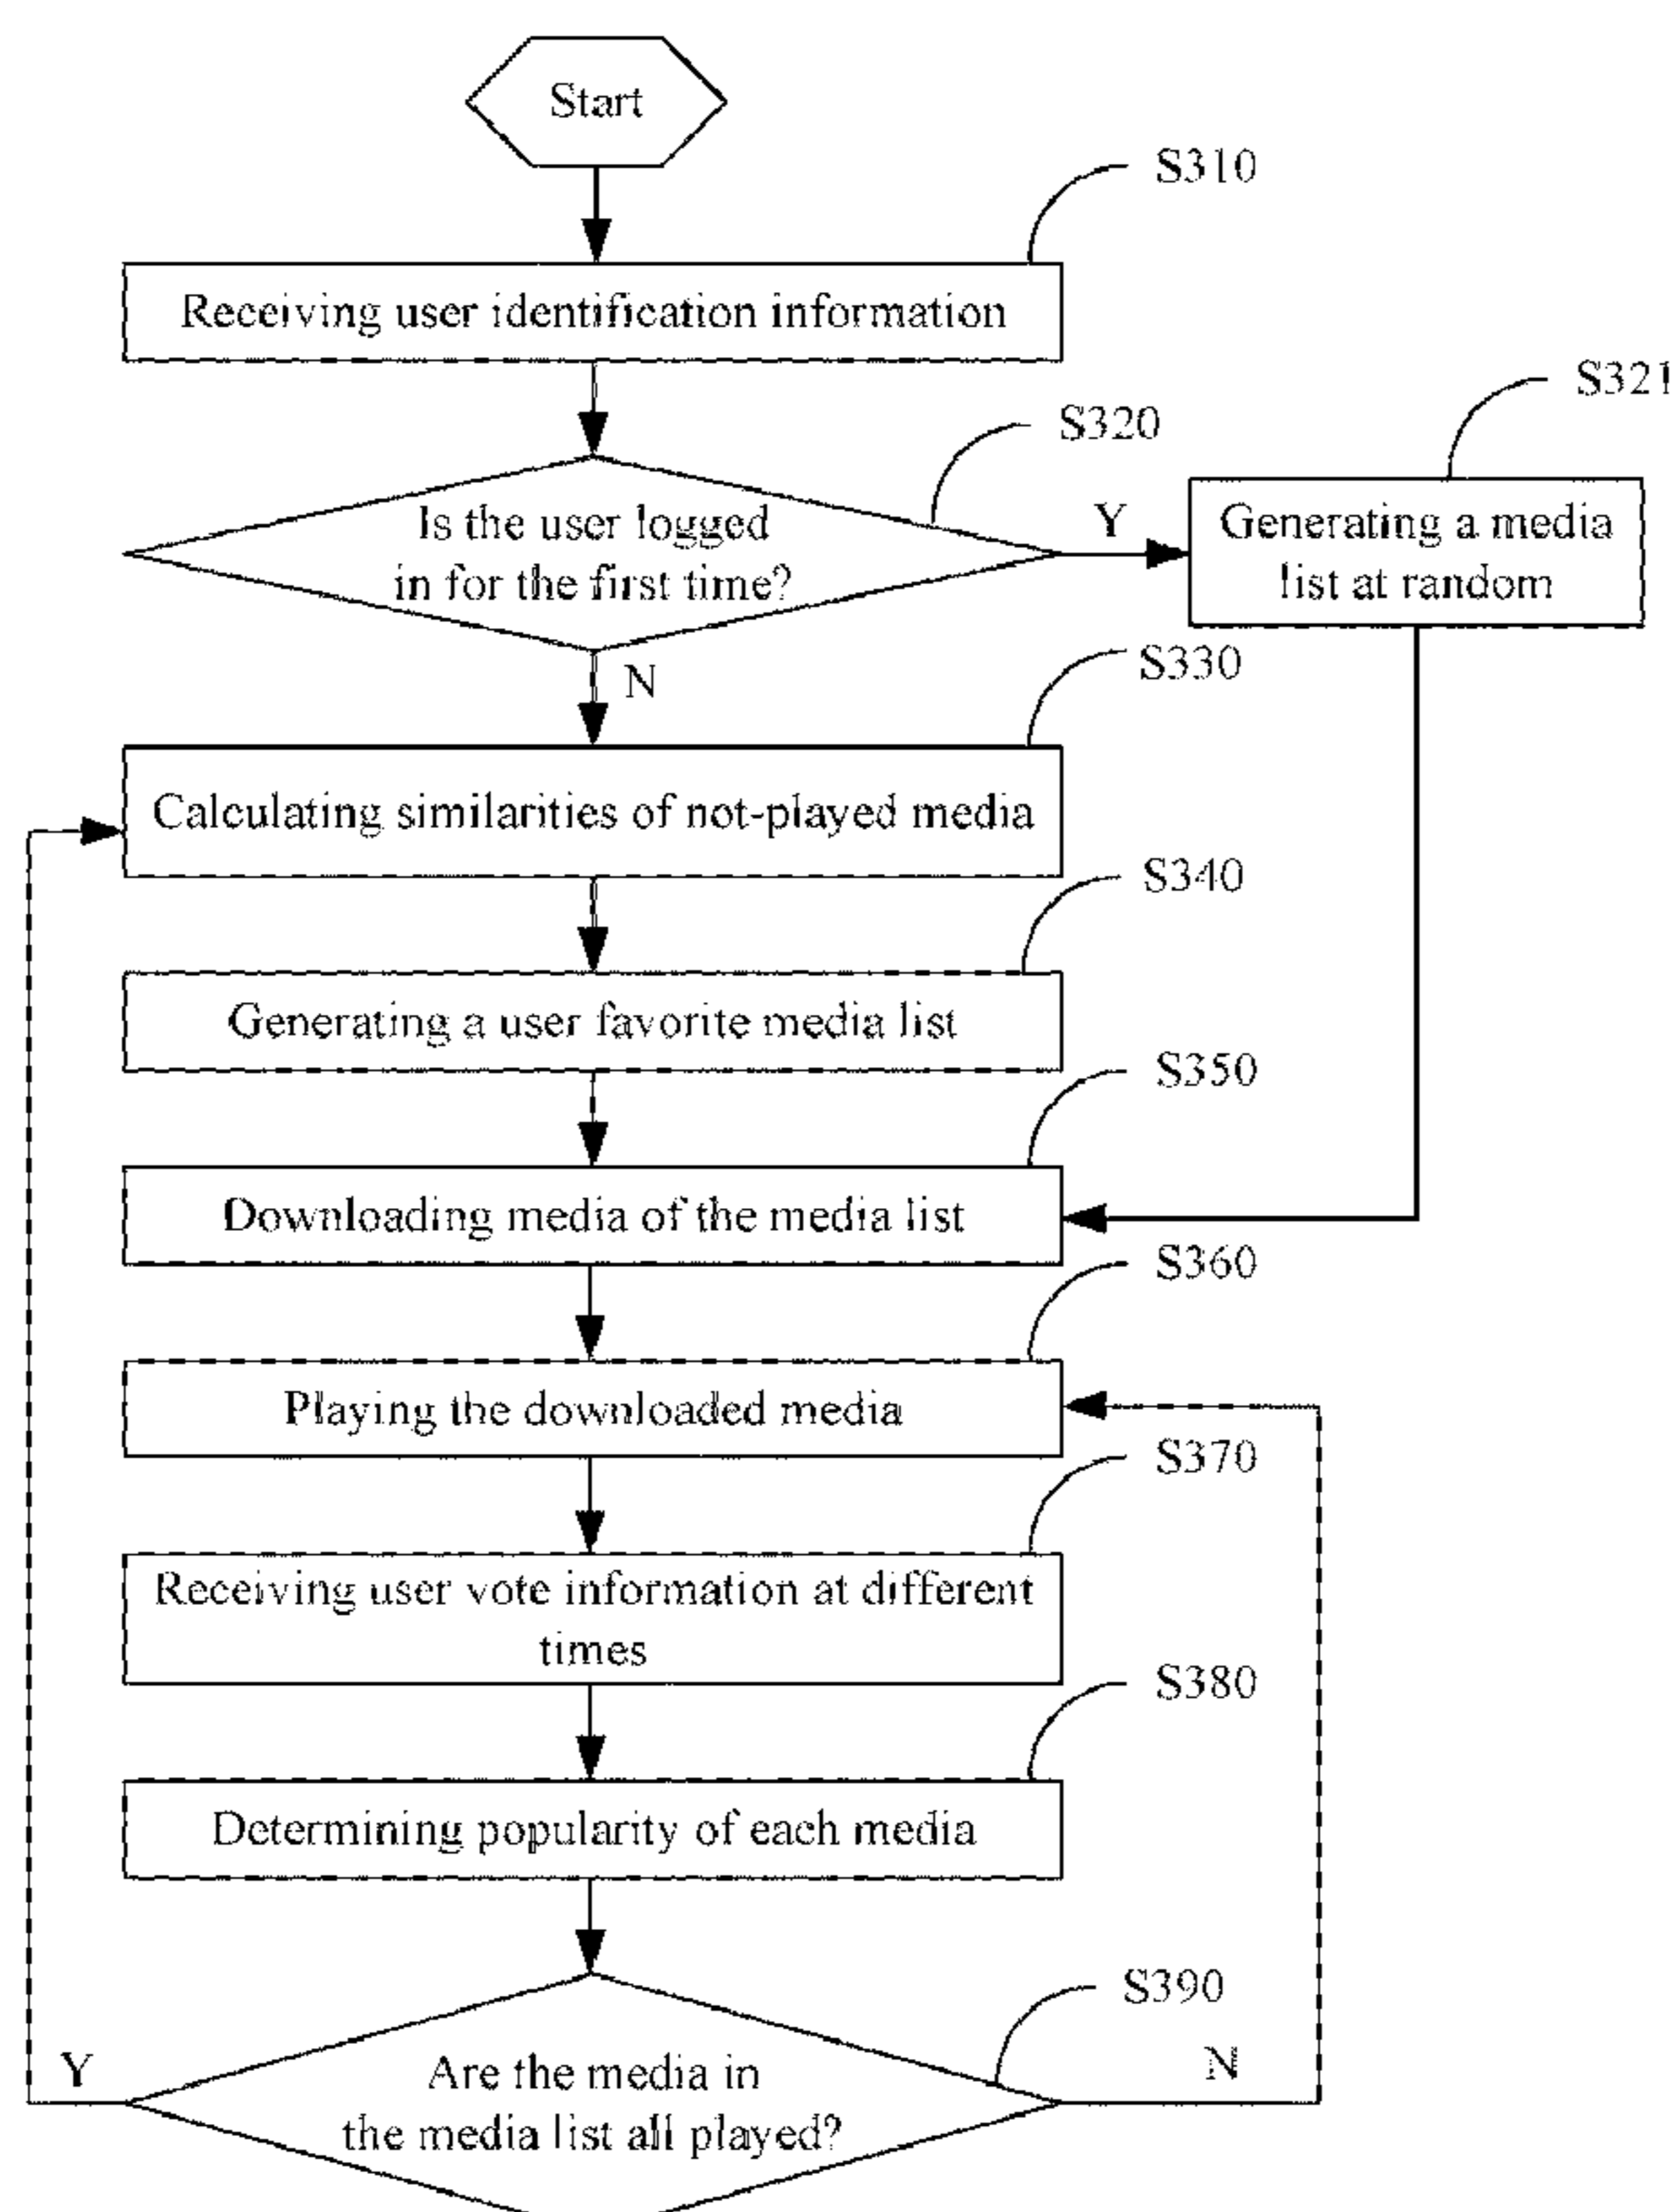 Start
S310
Receiving user identification information
S321
S320
Is the user logged
in for the first time?
Y
Generating a media
list at random
N
S330
Calculating similarities of not-played media
S340
Generating a user favorite media list
S350
Downloading media of the media list
S360
Playing the downloaded media
S370
Receiving user vote information at different
times
S380
Determining popularity of each media
S390
Y
N
Are the media in
the media list all played?